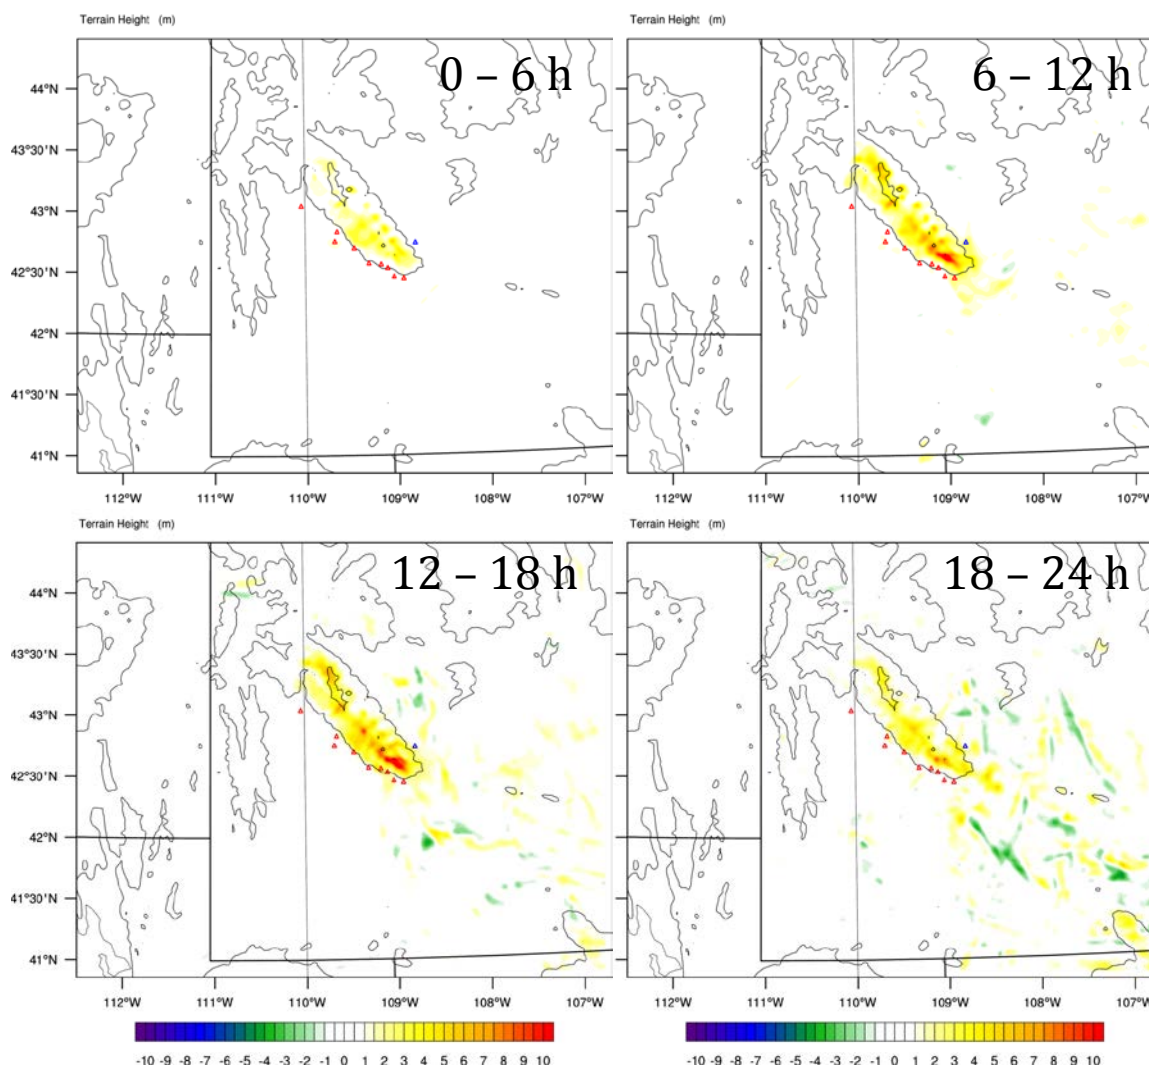 Terrain Height (m)
Terrain Height (m)
0 – 6 h
6 – 12 h
44°N
43°30'N
43°N
42°30'N
42°N
41°30'N
41°N
112°W 111°W 110°W 109°W 108°W 107°W
112°W 111°W 110°W 109°W 108°W 107°W
Terrain Height (m)
Terrain Height (m)
12 – 18 h
18 – 24 h
44°N
43°30'N
43°N
42°30'N
42°N
41°30'N
41°N
112°W 111°W 110°W 109°W 108°W 107°W
112°W 111°W 110°W 109°W 108°W 107°W
-10 -9 -8 -7 -6 -5 -4 -3 -2 -1 0 1 2 3 4 5 6 7 8 9 10
-10 -9 -8 -7 -6 -5 -4 -3 -2 -1 0 1 2 3 4 5 6 7 8 9 10